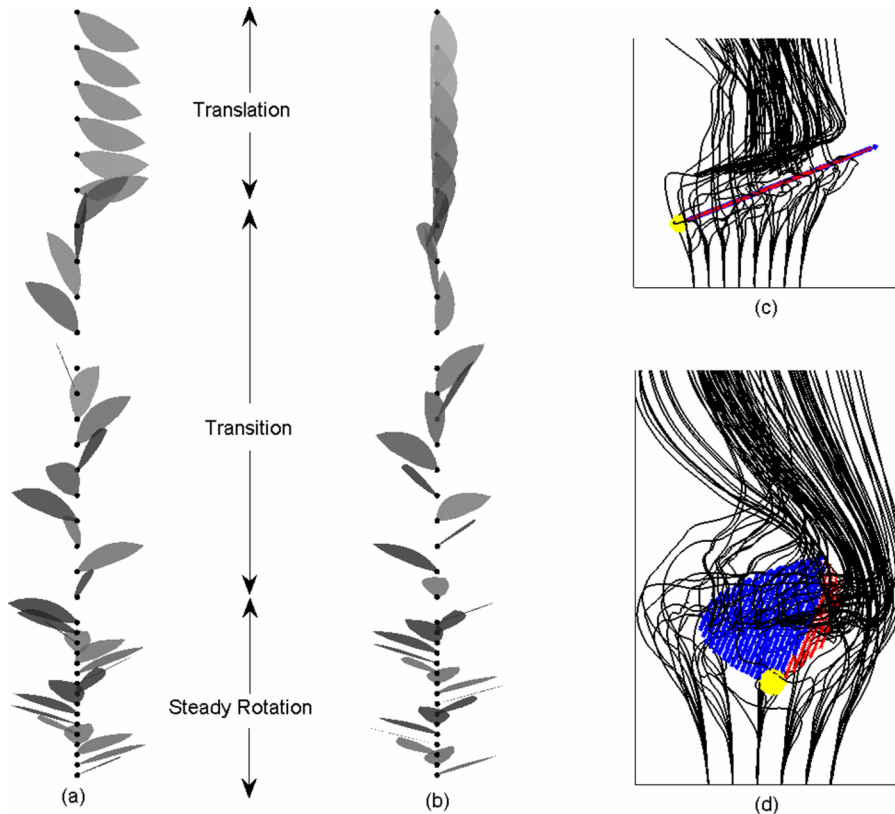 Translation
Transition
Steady Rotation
(a)
(b)
(c)
(d)